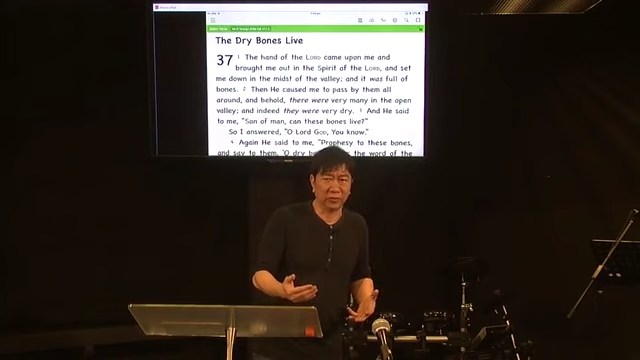 The Dry Bones Live
37 1 The hand of the LORD came upon me and
brought me out in the Spirit of the LORD, and set
me down in the midst of the valley; and it was full of
bones. 2 Then He caused me to pass by them all
around, and behold, there were very many in the open
valley; and indeed they were very dry. 3 And He said
to me, "Son of man, can these bones live?"
So I answered, "O Lord GOD, You know."
4 Again He said to me, "Prophesy to these bones,
and say to them, 'O dry the word of the